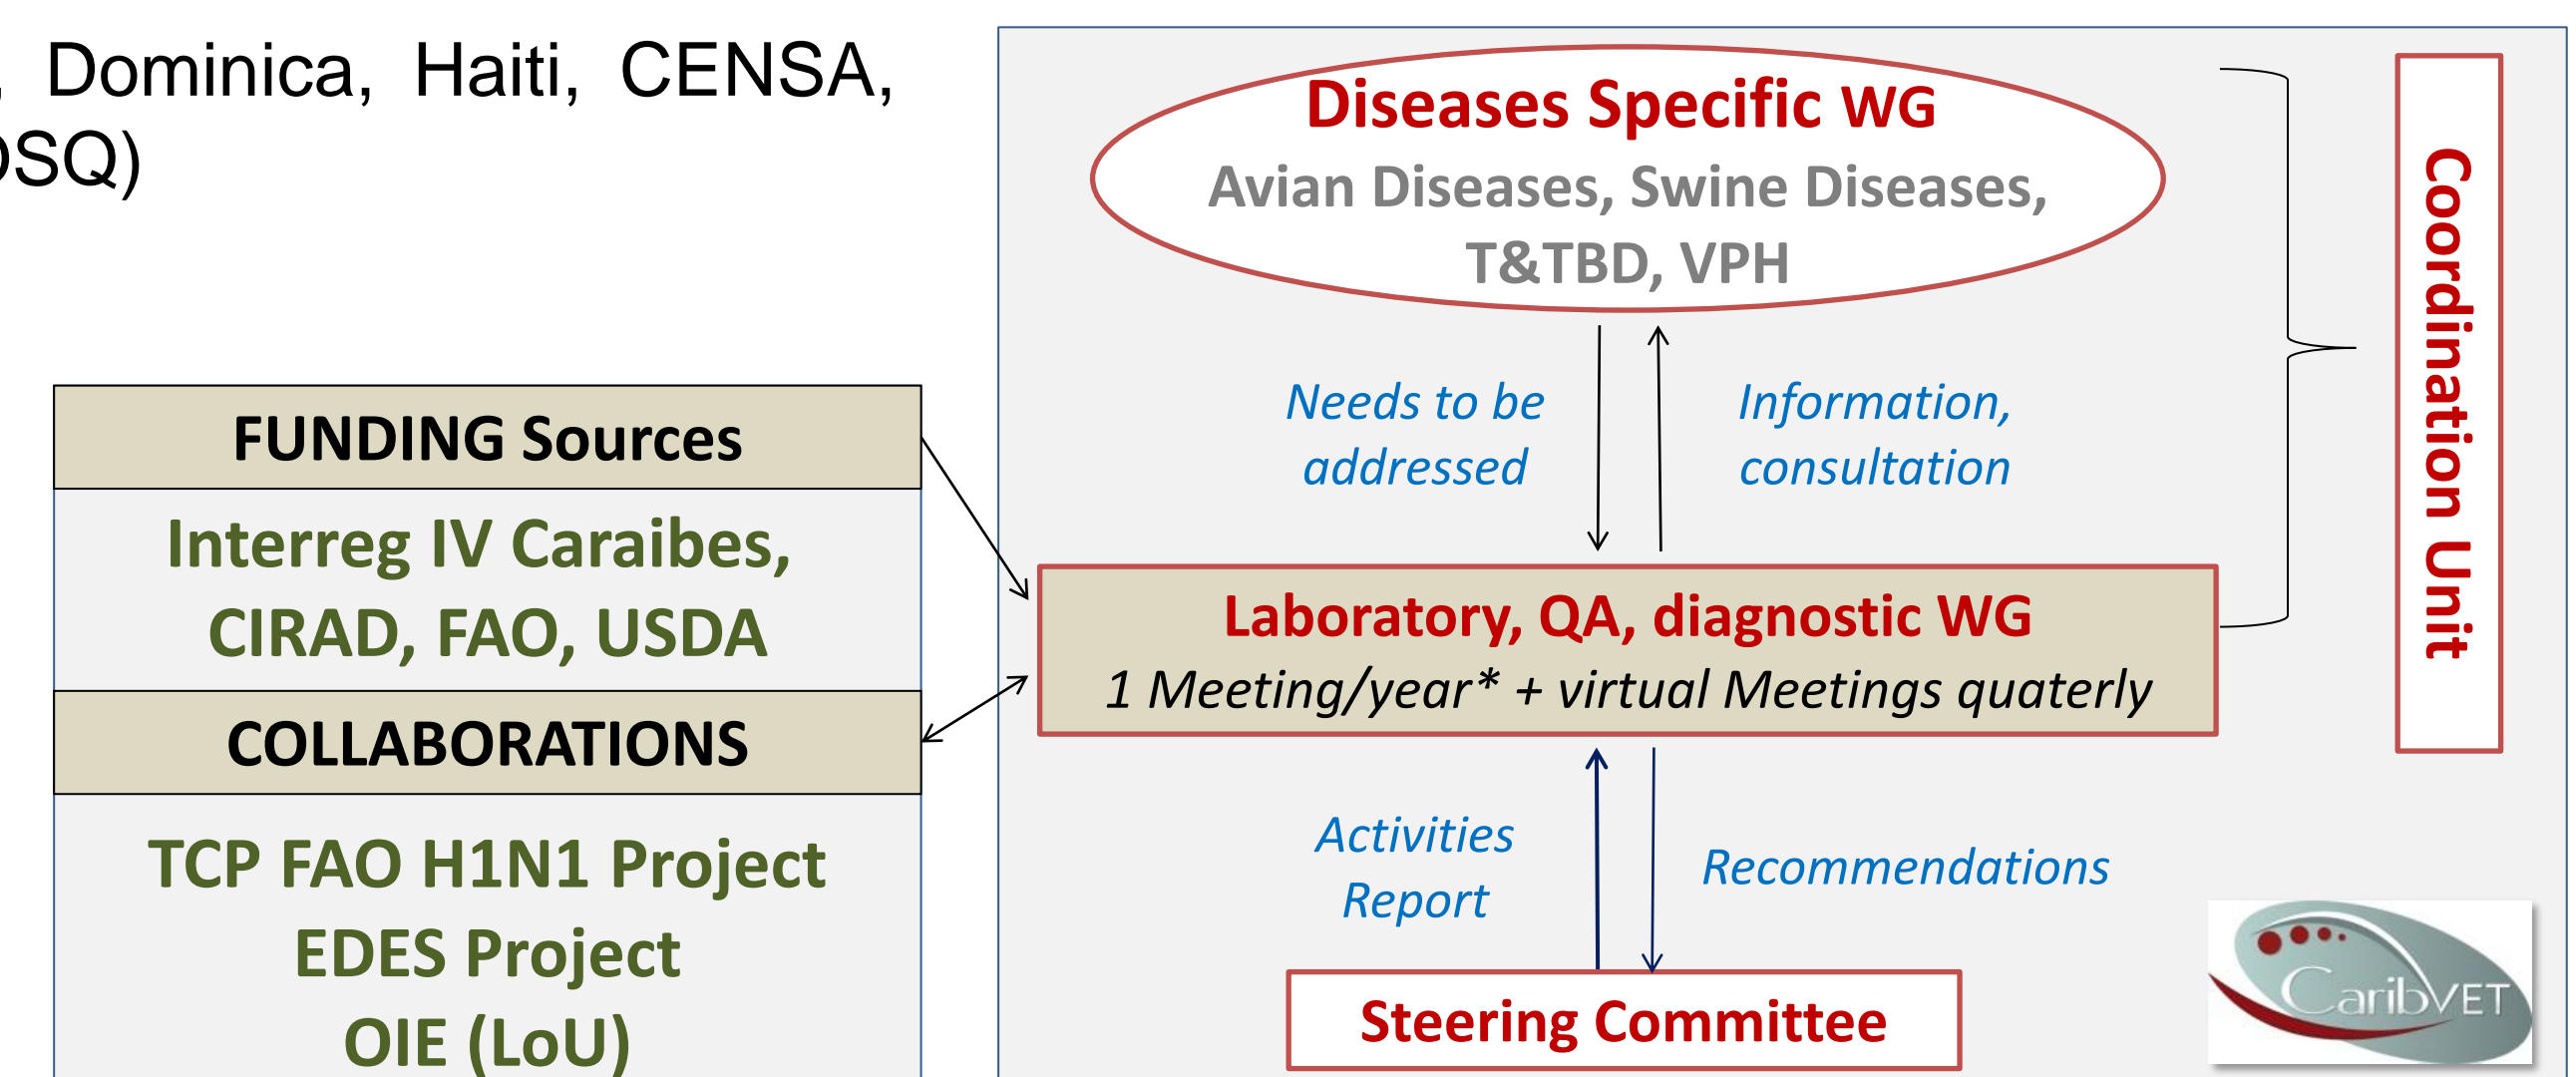 , Dominica, Haiti, CENSA,
OSQ)
FUNDING Sources
Interreg IV Caraibes,
CIRAD, FAO, USDA
COLLABORATIONS
TCP FAO H1N1 Project
EDES Project
OIE (LoU)
Diseases Specific WG
Avian Diseases, Swine Diseases,
T&TBD, VPH
Needs to be
addressed
Information,
consultation
Laboratory, QA, diagnostic WG
1 Meeting/year* + virtual Meetings quaterly
Activities
Report
Recommendations
Steering Committee
Coordination Unit
CaribVET